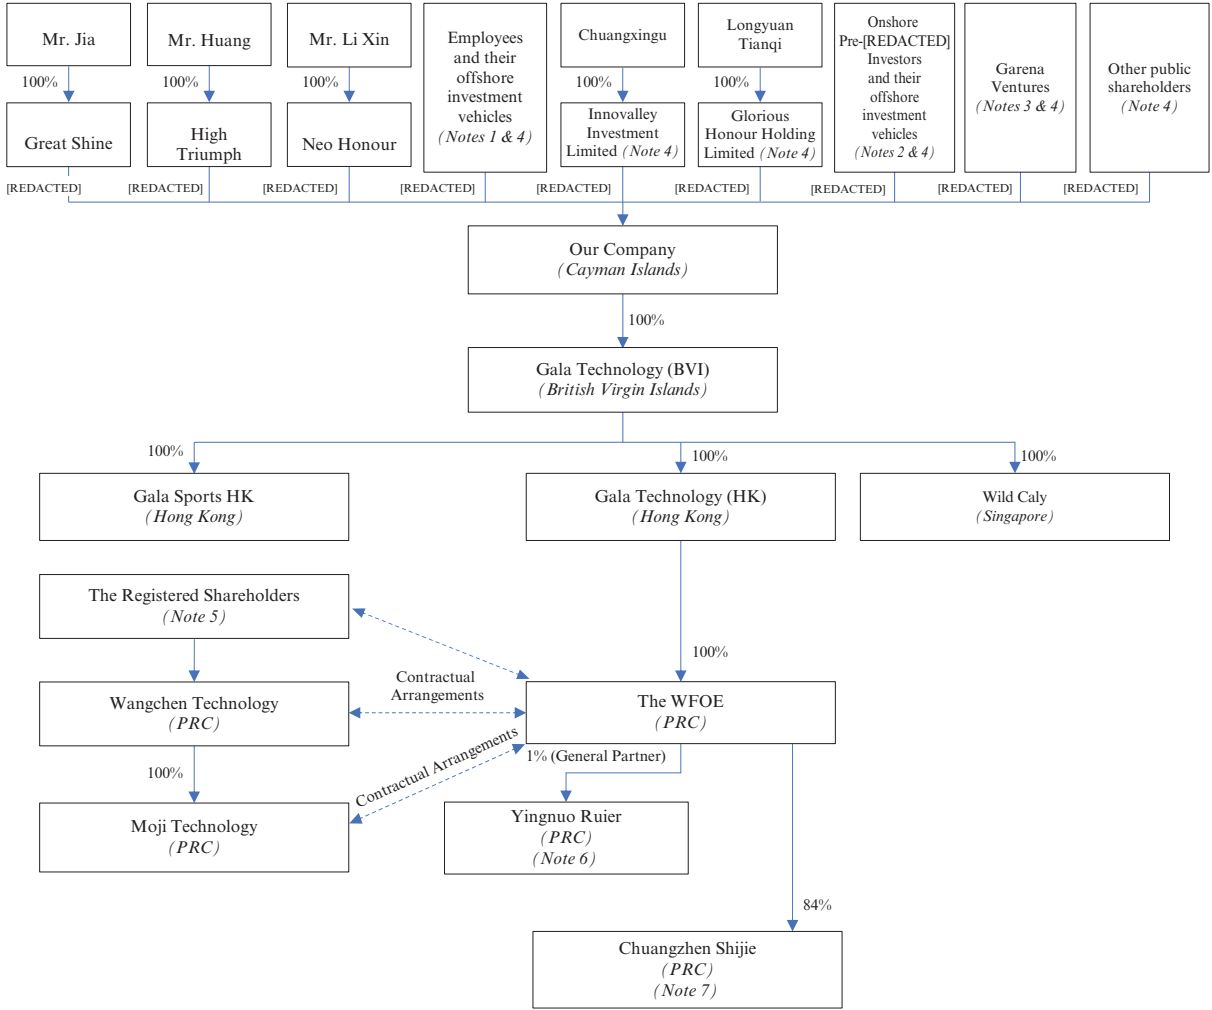 Mr. Jia
Mr. Huang
Mr. Li Xin
Employees
and their
offshore
investment
vehicles
(Notes 1 & 4)
Chuangxingu
Longyuan
Tianqi
Onshore
Pre-[REDACTED]
Investors
and their
offshore
investment
vehicles
(Notes 2 & 4)
Garena
Ventures
(Notes 3 & 4)
Other public
shareholders
(Note 4)
100%
100%
100%
100%
100%
Great Shine
High
Triumph
Neo Honour
Innovalley
Investment
Limited (Note 4)
Glorious
Honour Holding
Limited (Note 4)
[REDACTED]
[REDACTED]
[REDACTED]
[REDACTED]
[REDACTED]
[REDACTED]
[REDACTED]
[REDACTED]
[REDACTED]
Our Company
(Cayman Islands)
100%
Gala Technology (BVI)
(British Virgin Islands)
100%
100%
100%
Gala Sports HK
(Hong Kong)
Gala Technology (HK)
(Hong Kong)
Wild Caly
(Singapore)
The Registered Shareholders
(Note 5)
100%
Contractual
Arrangements
Wangchen Technology
(PRC)
The WFOE
(PRC)
100%
Contractual Arrangements
1% (General Partner)
Moji Technology
(PRC)
Yingnuo Ruier
(PRC)
(Note 6)
84%
Chuangzhen Shijie
(PRC)
(Note 7)